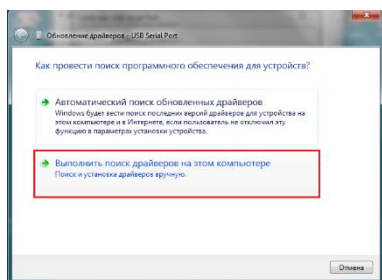 Обновление драйверов - USB Serial Port
Как провести поиск программного обеспечения для устройств?
Автоматический поиск обновленных драйверов
Windows будет вести поиск последних версий драйверов для устройства на
этом компьютере и в Интернете, если пользователь не отключил эту
функцию в параметрах установки устройства.
Выполнить поиск драйверов на этом компьютере
Поиск и установка драйверов вручную.
Отмена